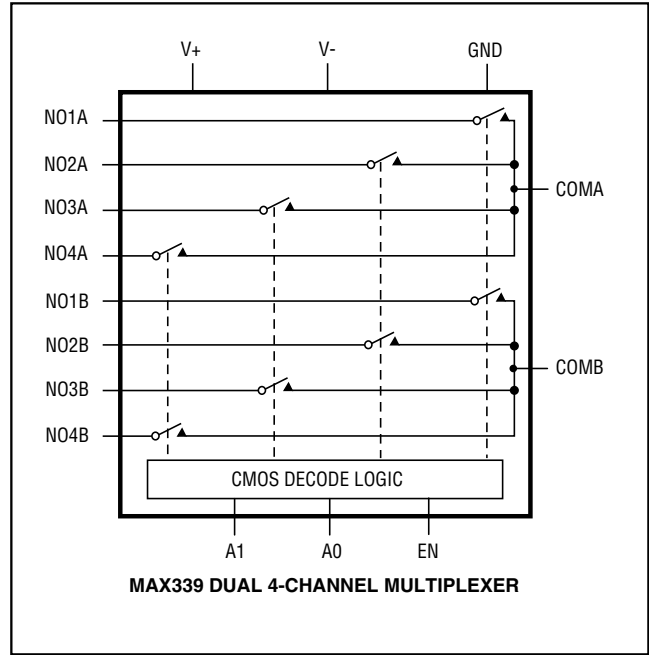 V+ V- GND
NO1A
NO2A
NO3A
COMA
NO4A
NO1B
NO2B
COMB
NO3B
NO4B
CMOS DECODE LOGIC
A1 A0 EN
MAX339 DUAL 4-CHANNEL MULTIPLEXER